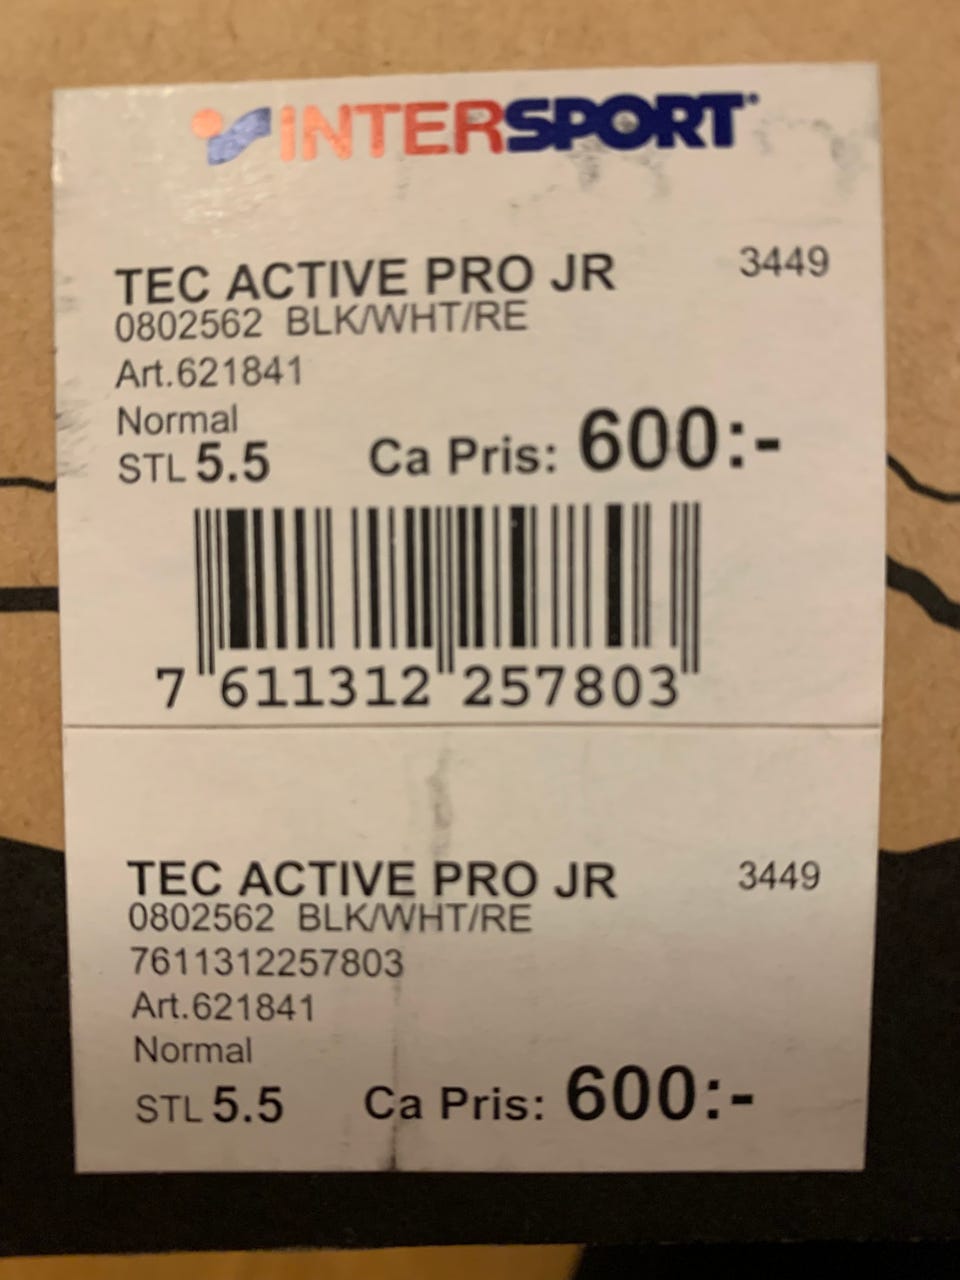 INTERSPORT
TEC ACTIVE PRO JR 3449
0802562 BLK/WHT/RE
Art.621841
Normal
STL 5.5 Ca Pris: 600:-
7 611312 257803
TEC ACTIVE PRO JR 3449
0802562 BLK/WHT/RE
7611312257803
Art.621841
Normal
STL 5.5 Ca Pris: 600:-